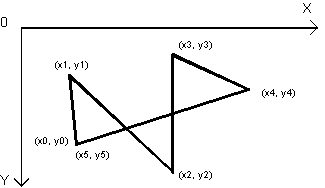 X
0
(x3, y3)
(x1, y1)
(x4, y4)
(x0, y0)
(x5, y5)
(x2, y2)
Y